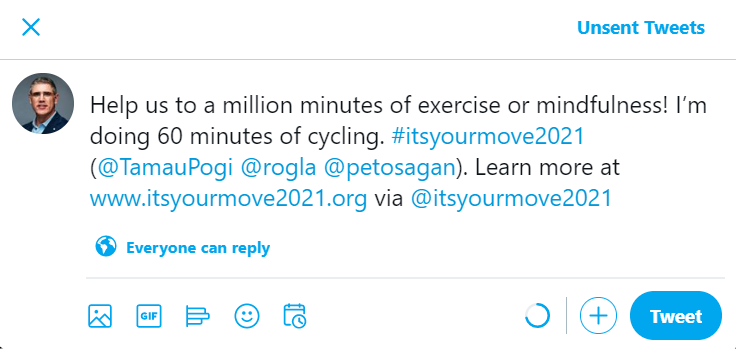 Unsent Tweets
Help us to a million minutes of exercise or mindfulness! I’m
doing 60 minutes of cycling. #itsyourmove2021
(@TamauPogi @rogla @petosagan). Learn more at
www.itsyourmove2021.org via @itsyourmove2021
Everyone can reply
GIF
Tweet